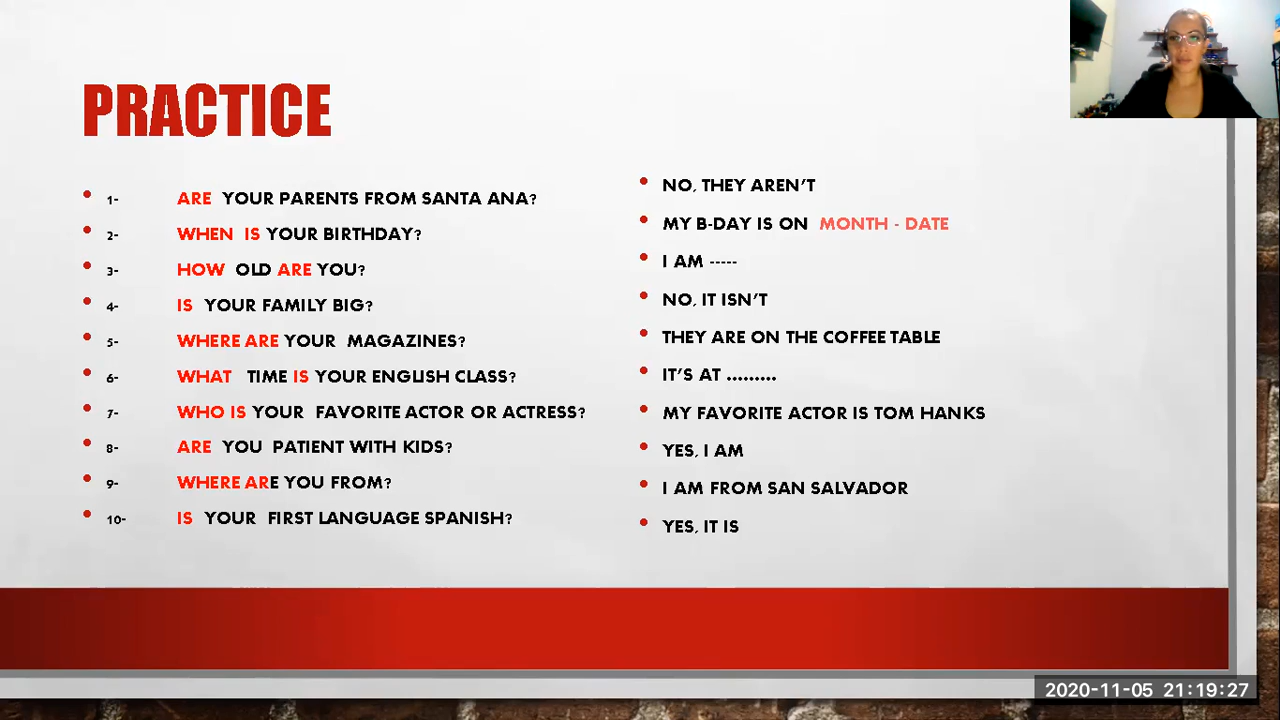 PRACTICE
• 1- ARE YOUR PARENTS FROM SANTA ANA?
• 2- WHEN IS YOUR BIRTHDAY?
• 3- HOW OLD ARE YOU?
• 4- IS YOUR FAMILY BIG?
• 5- WHERE ARE YOUR MAGAZINES?
• 6- WHAT TIME IS YOUR ENGLISH CLASS?
• 7- WHO IS YOUR FAVORITE ACTOR OR ACTRESS?
• 8- ARE YOU PATIENT WITH KIDS?
• 9- WHERE ARE YOU FROM?
• 10- IS YOUR FIRST LANGUAGE SPANISH?
• NO, THEY AREN'T
• MY B-DAY IS ON MONTH - DATE
• I AM -----
• NO, IT ISN'T
• THEY ARE ON THE COFFEE TABLE
• IT'S AT .........
• MY FAVORITE ACTOR IS TOM HANKS
• YES, I AM
• I AM FROM SAN SALVADOR
• YES, IT IS
2020-11-05 21:19:27